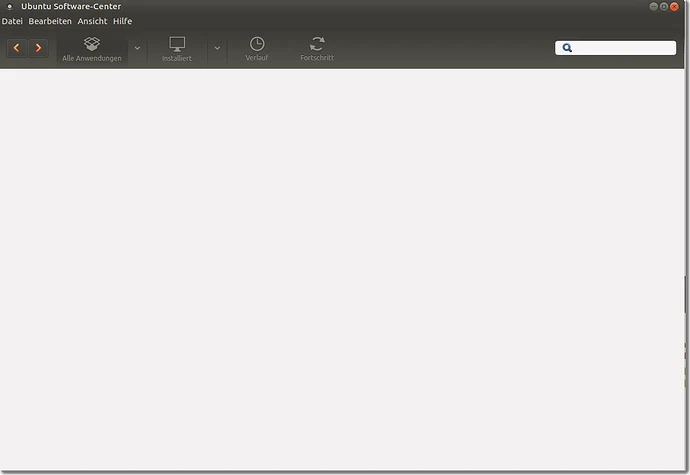 Ubuntu Software-Center
Datei Bearbeiten Ansicht Hilfe
Alle Anwendungen Installiert Verlauf Fortschritt